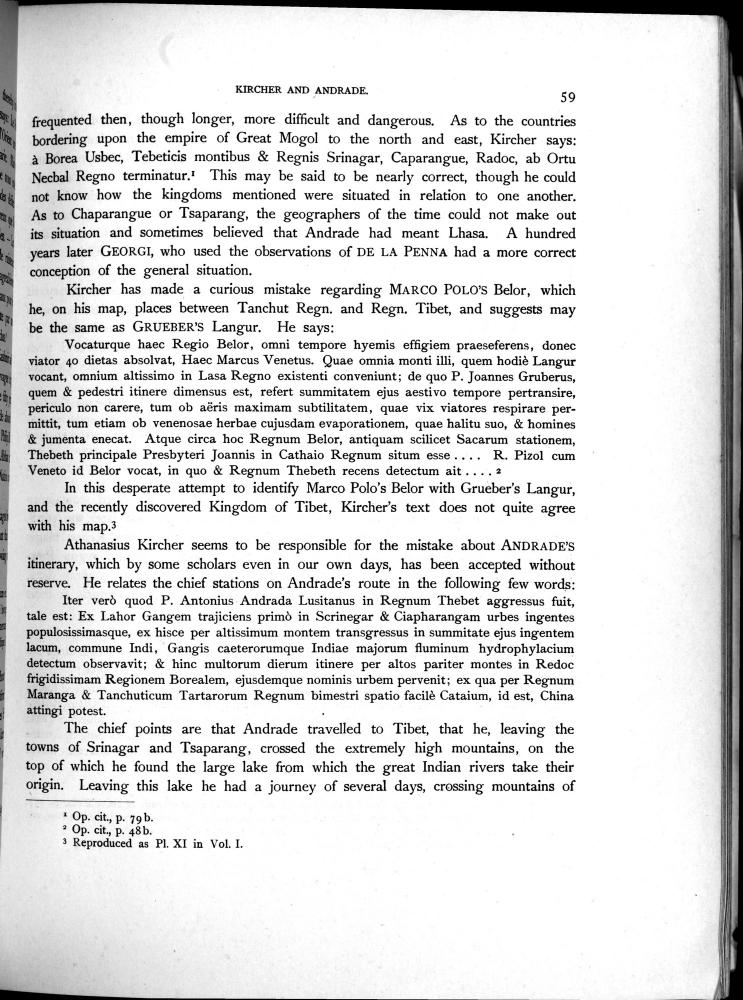 KIRCHER AND ANDRADE.
59
frequented then, though longer, more difficult and dangerous. As to the countries
bordering upon the empire of Great Mogol to the north and east, Kircher says:
à Borea Usbec, Tebeticis montibus & Regnis Srinagar, Caparangue, Radoc, ab Ortu
Necbal Regno terminatur.¹ This may be said to be nearly correct, though he could
not know how the kingdoms mentioned were situated in relation to one another.
As to Chaparangue or Tsaparang, the geographers of the time could not make out
its situation and sometimes believed that Andrade had meant Lhasa. A hundred
years later GEORGI, who used the observations of DE LA PENNA had a more correct
conception of the general situation.
Kircher has made a curious mistake regarding MARCO POLO'S Belor, which
he, on his map, places between Tanchut Regn. and Regn. Tibet, and suggests may
be the same as GRUEBER'S Langur. He says:
Vocaturque haec Regio Belor, omni tempore hyemis effigiem praeseferens, donec
viator 40 dietas absolvat, Haec Marcus Venetus. Quae omnia monti illi, quem hodiè Langur
vocant, omnium altissimo in Lasa Regno existenti conveniunt; de quo P. Joannes Gruberus,
quem & pedestri itinere dimensus est, refert summitatem ejus aestivo tempore pertransire,
periculo non carere, tum ob aëris maximam subtilitatem, quae vix viatores respirare per-
mittit, tum etiam ob venenosae herbae cujusdam evaporationem, quae halitu suo, & homines
& jumenta enecat. Atque circa hoc Regnum Belor, antiquam scilicet Sacarum stationem,
Thebeth principale Presbyteri Joannis in Cathaio Regnum situm esse .... R. Pizol cum
Veneto id Belor vocat, in quo & Regnum Thebeth recens detectum ait .... ²
In this desperate attempt to identify Marco Polo's Belor with Grueber's Langur,
and the recently discovered Kingdom of Tibet, Kircher's text does not quite agree
with his map.³
Athanasius Kircher seems to be responsible for the mistake about ANDRADE'S
itinerary, which by some scholars even in our own days, has been accepted without
reserve. He relates the chief stations on Andrade's route in the following few words:
Iter verò quod P. Antonius Andrada Lusitanus in Regnum Thebet aggressus fuit,
tale est: Ex Lahor Gangem trajiciens primò in Scrinegar & Ciapharangam urbes ingentes
populosissimasque, ex hisce per altissimum montem transgressus in summitate ejus ingentem
lacum, commune Indi, Gangis caeterorumque Indiae majorum fluminum hydrophylacium
detectum observavit; & hinc multorum dierum itinere per altos pariter montes in Redoc
frigidissimam Regionem Borealem, ejusdemque nominis urbem pervenit; ex qua per Regnum
Maranga & Tanchuticum Tartarorum Regnum bimestri spatio facilè Cataium, id est, China
attingi potest.
The chief points are that Andrade travelled to Tibet, that he, leaving the
towns of Srinagar and Tsaparang, crossed the extremely high mountains, on the
top of which he found the large lake from which the great Indian rivers take their
origin. Leaving this lake he had a journey of several days, crossing mountains of
¹ Op. cit., p. 79 b.
² Op. cit., p. 48 b.
³ Reproduced as Pl. XI in Vol. I.